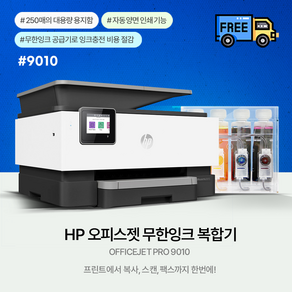 #250매의 대용량 용지함
#자동양면 인쇄 기능
#무한잉크 공급기로 잉크충전 비용 절감
#9010
FREE
hp
HP 오피스젯 무한잉크 복합기
OFFICEJET PRO 9010
프린트에서 복사, 스캔, 팩스까지 한번에!